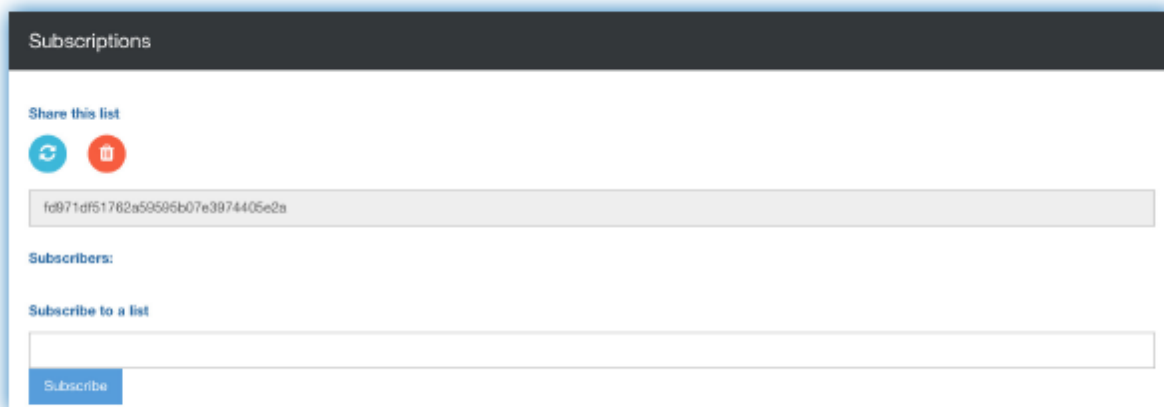 Subscriptions
Share this list
fd971df51762a59595b07e3974405e2a
Subscribers:
Subscribe to a list
Subscribe